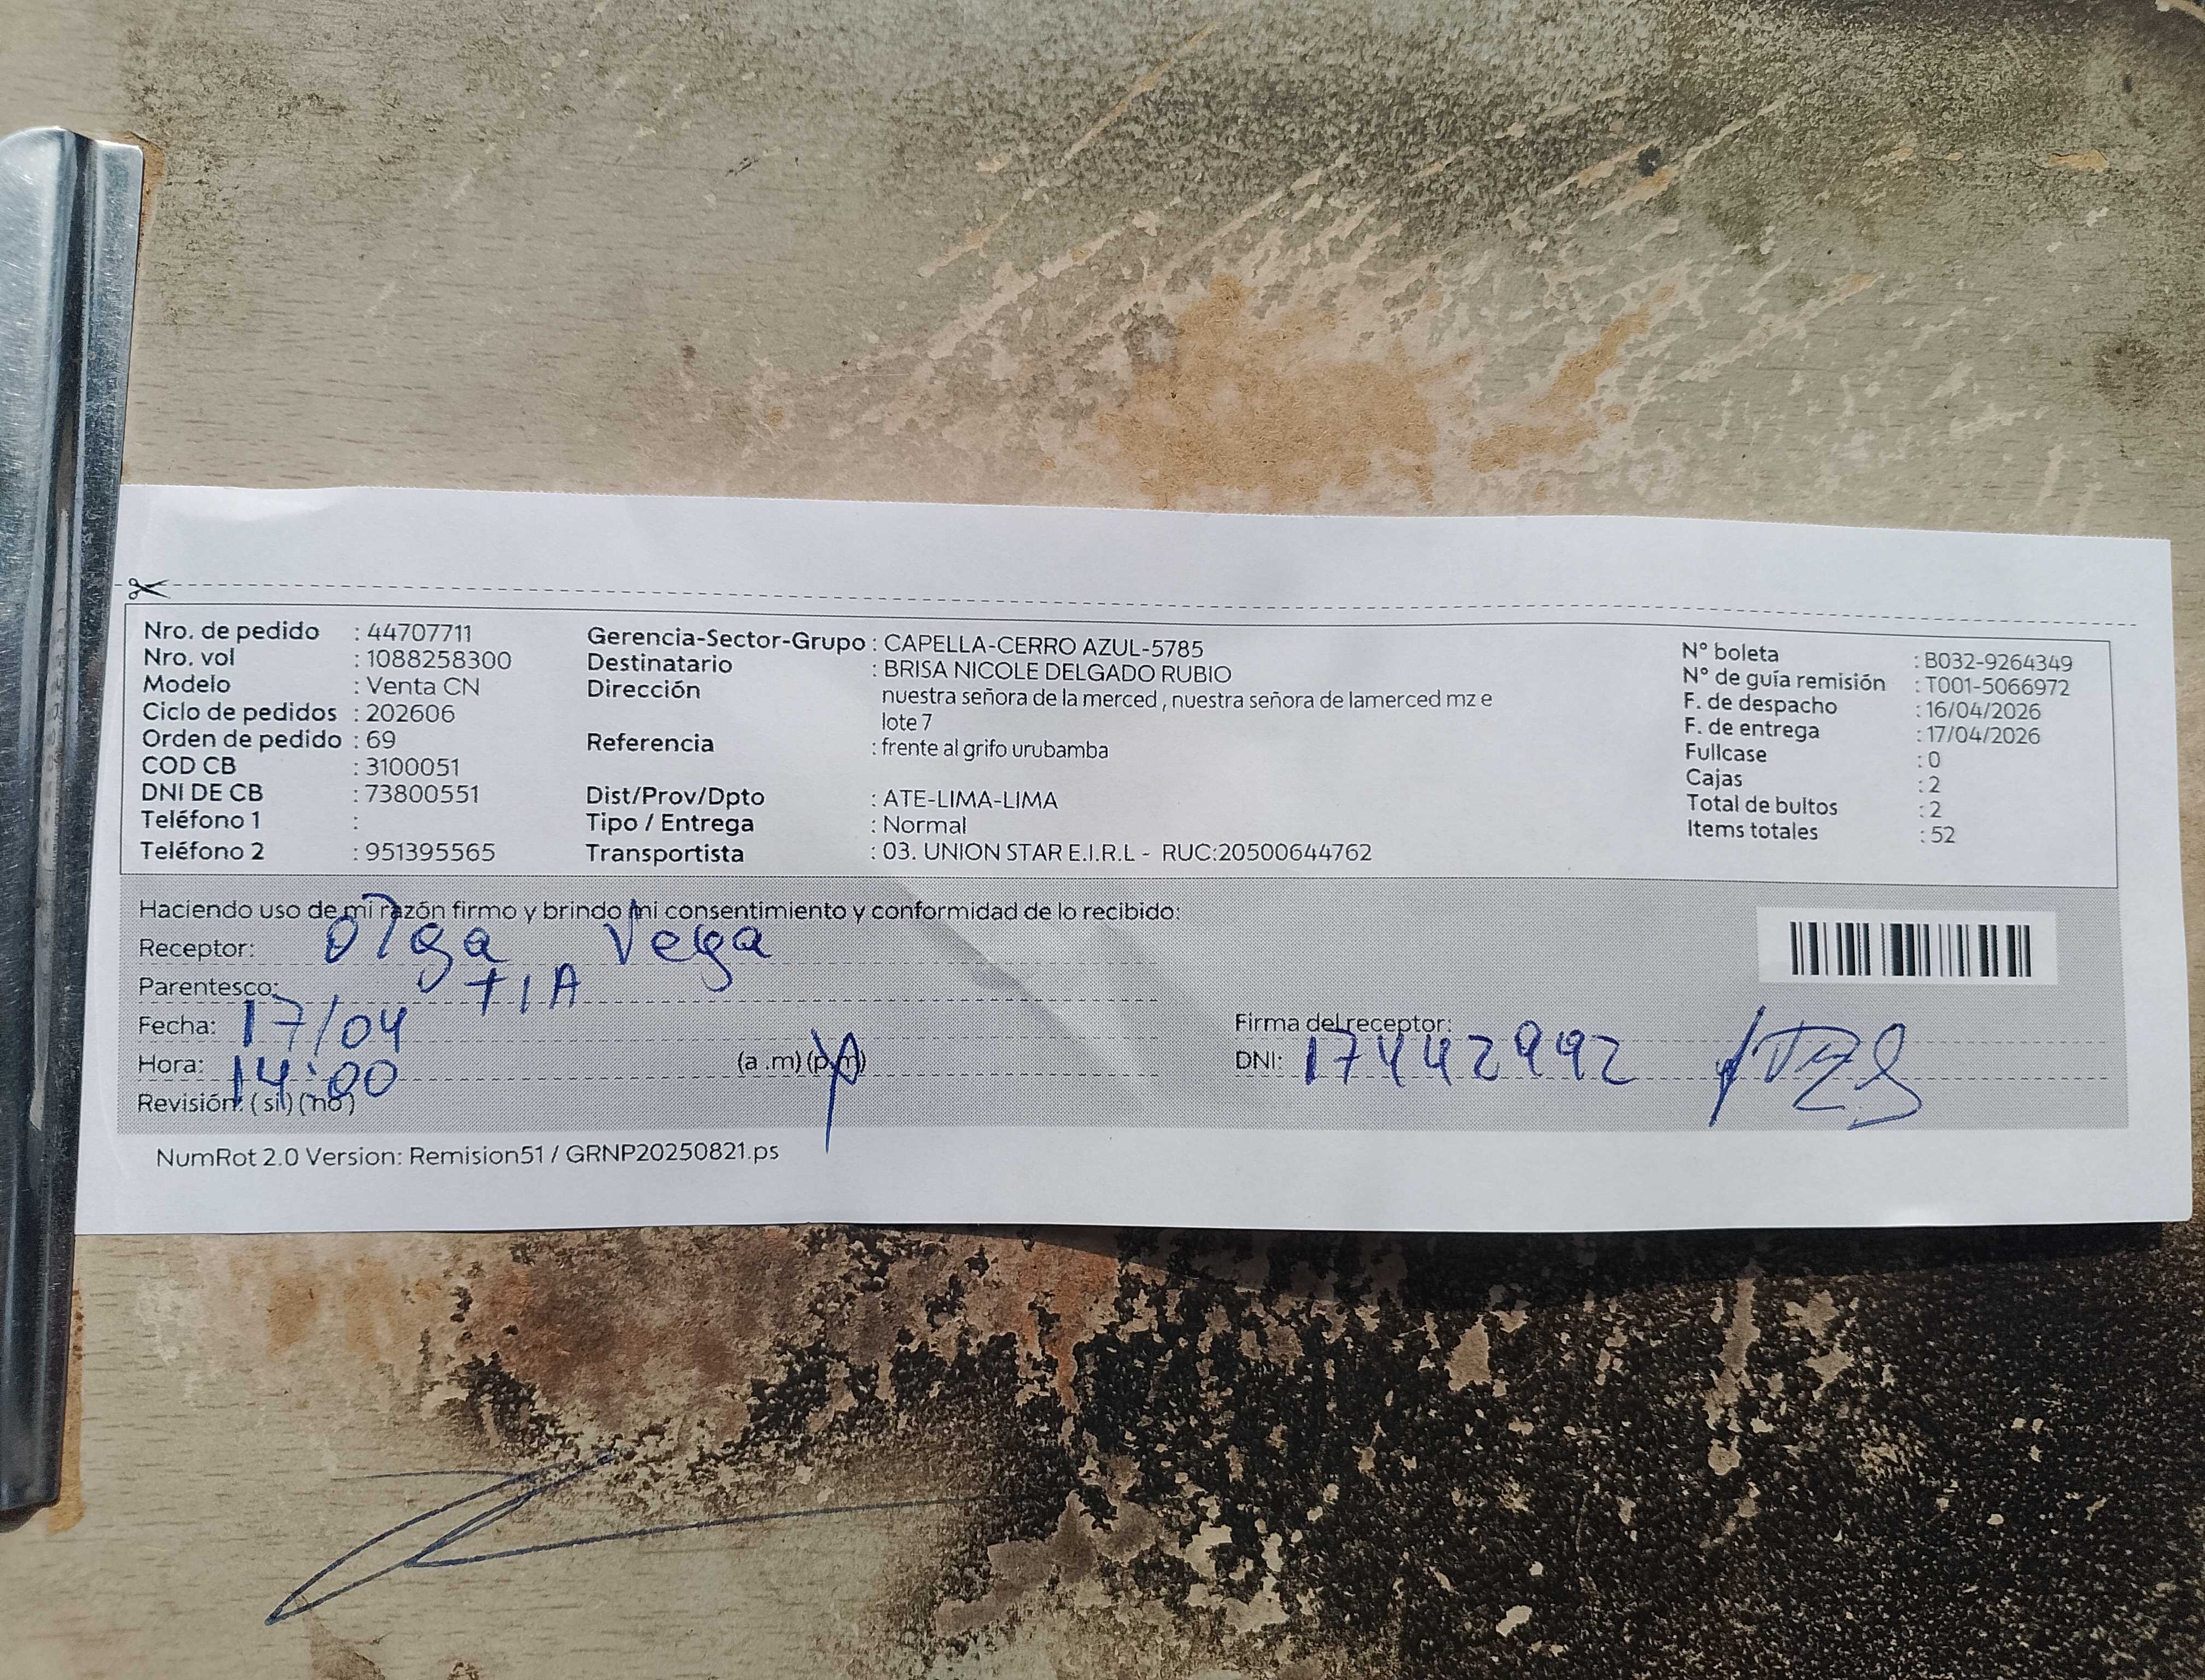 Nro. de pedido : 44707711
Nro. vol : 1088258300
Modelo : Venta CN
Ciclo de pedidos : 202606
Orden de pedido : 69
COD CB : 3100051
DNI DE CB : 73800551
Teléfono 1 :
Teléfono 2 : 951395565
Gerencia-Sector-Grupo : CAPELLA-CERRO AZUL-5785
Destinatario : BRISA NICOLE DELGADO RUBIO
Dirección nuestra señora de la merced , nuestra señora de lamerced mz e
lote 7
Referencia : frente al grifo urubamba
Dist/Prov/Dpto : ATE-LIMA-LIMA
Tipo / Entrega : Normal
Transportista : 03. UNION STAR E.I.R.L - RUC:20500644762
N° boleta : B032-9264349
N° de guía remisión : T001-5066972
F. de despacho : 16/04/2026
F. de entrega : 17/04/2026
Fullcase : 0
Cajas : 2
Total de bultos : 2
Items totales : 52
Haciendo uso de mi razón firmo y brindo mi consentimiento y conformidad de lo recibido:
Receptor: Olga Vega
Parentesco: TIA
Fecha: 17/04
Hora: 14:00 (a .m) (p.m)
Revisión: ( si) ( no )
Firma del receptor:
DNI: 17442992
NumRot 2.0 Version: Remision51 / GRNP20250821.ps